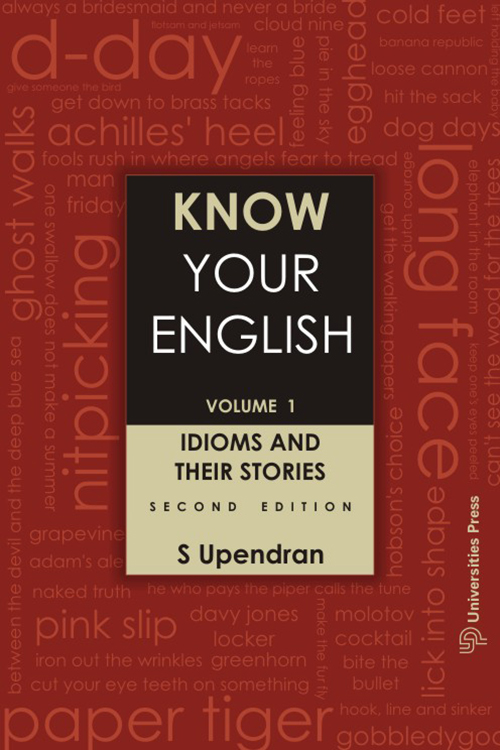 always a bridesmaid and never a bride
flotsam and jetsam
cloud nine
cold feet
d-day
learn
the
ropes
feeling blue
pie in the sky
egghead
banana republic
loose cannon
give someone the bird
get down to brass tacks
hit the sack
achilles' heel
dog days
fools rush in where angels fear to tread
ghost walks
man
friday
one swallow does not make a summer
nitpicking
between the devil and the deep blue sea
KNOW
YOUR
ENGLISH
VOLUME 1
IDIOMS AND
THEIR STORIES
SECOND EDITION
S Upendran
dutch courage
get the walking papers
hobson's choice
long face
elephant in the room
keep one's eyes peeled
can't see the wood for the trees
lick into shape
Universities Press
grapevine
adam's ale
naked truth
he who pays the piper calls the tune
pink slip
davy jones
locker
make the fur fly
molotov
cocktail
iron out the wrinkles
greenhorn
bite the
bullet
cut your eye teeth on something
paper tiger
hook, line and sinker
gobbledygook